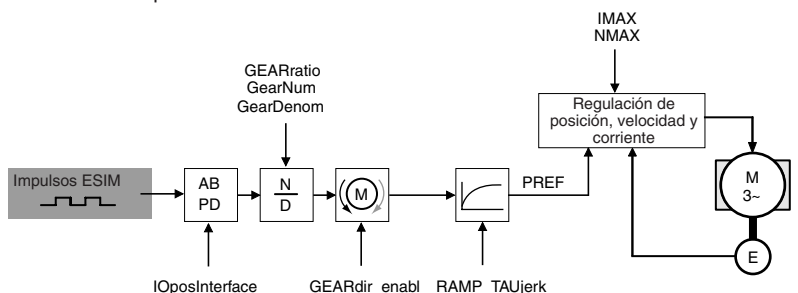 IMAX
NMAX
GEARratio
GearNum
GearDenom
Regulación de
posición, velocidad y
corriente
Impulsos ESIM
AB
PD
N
D
M
PREF
M
3~
E
IOposInterface
GEARdir_enabl
RAMP_TAUjerk